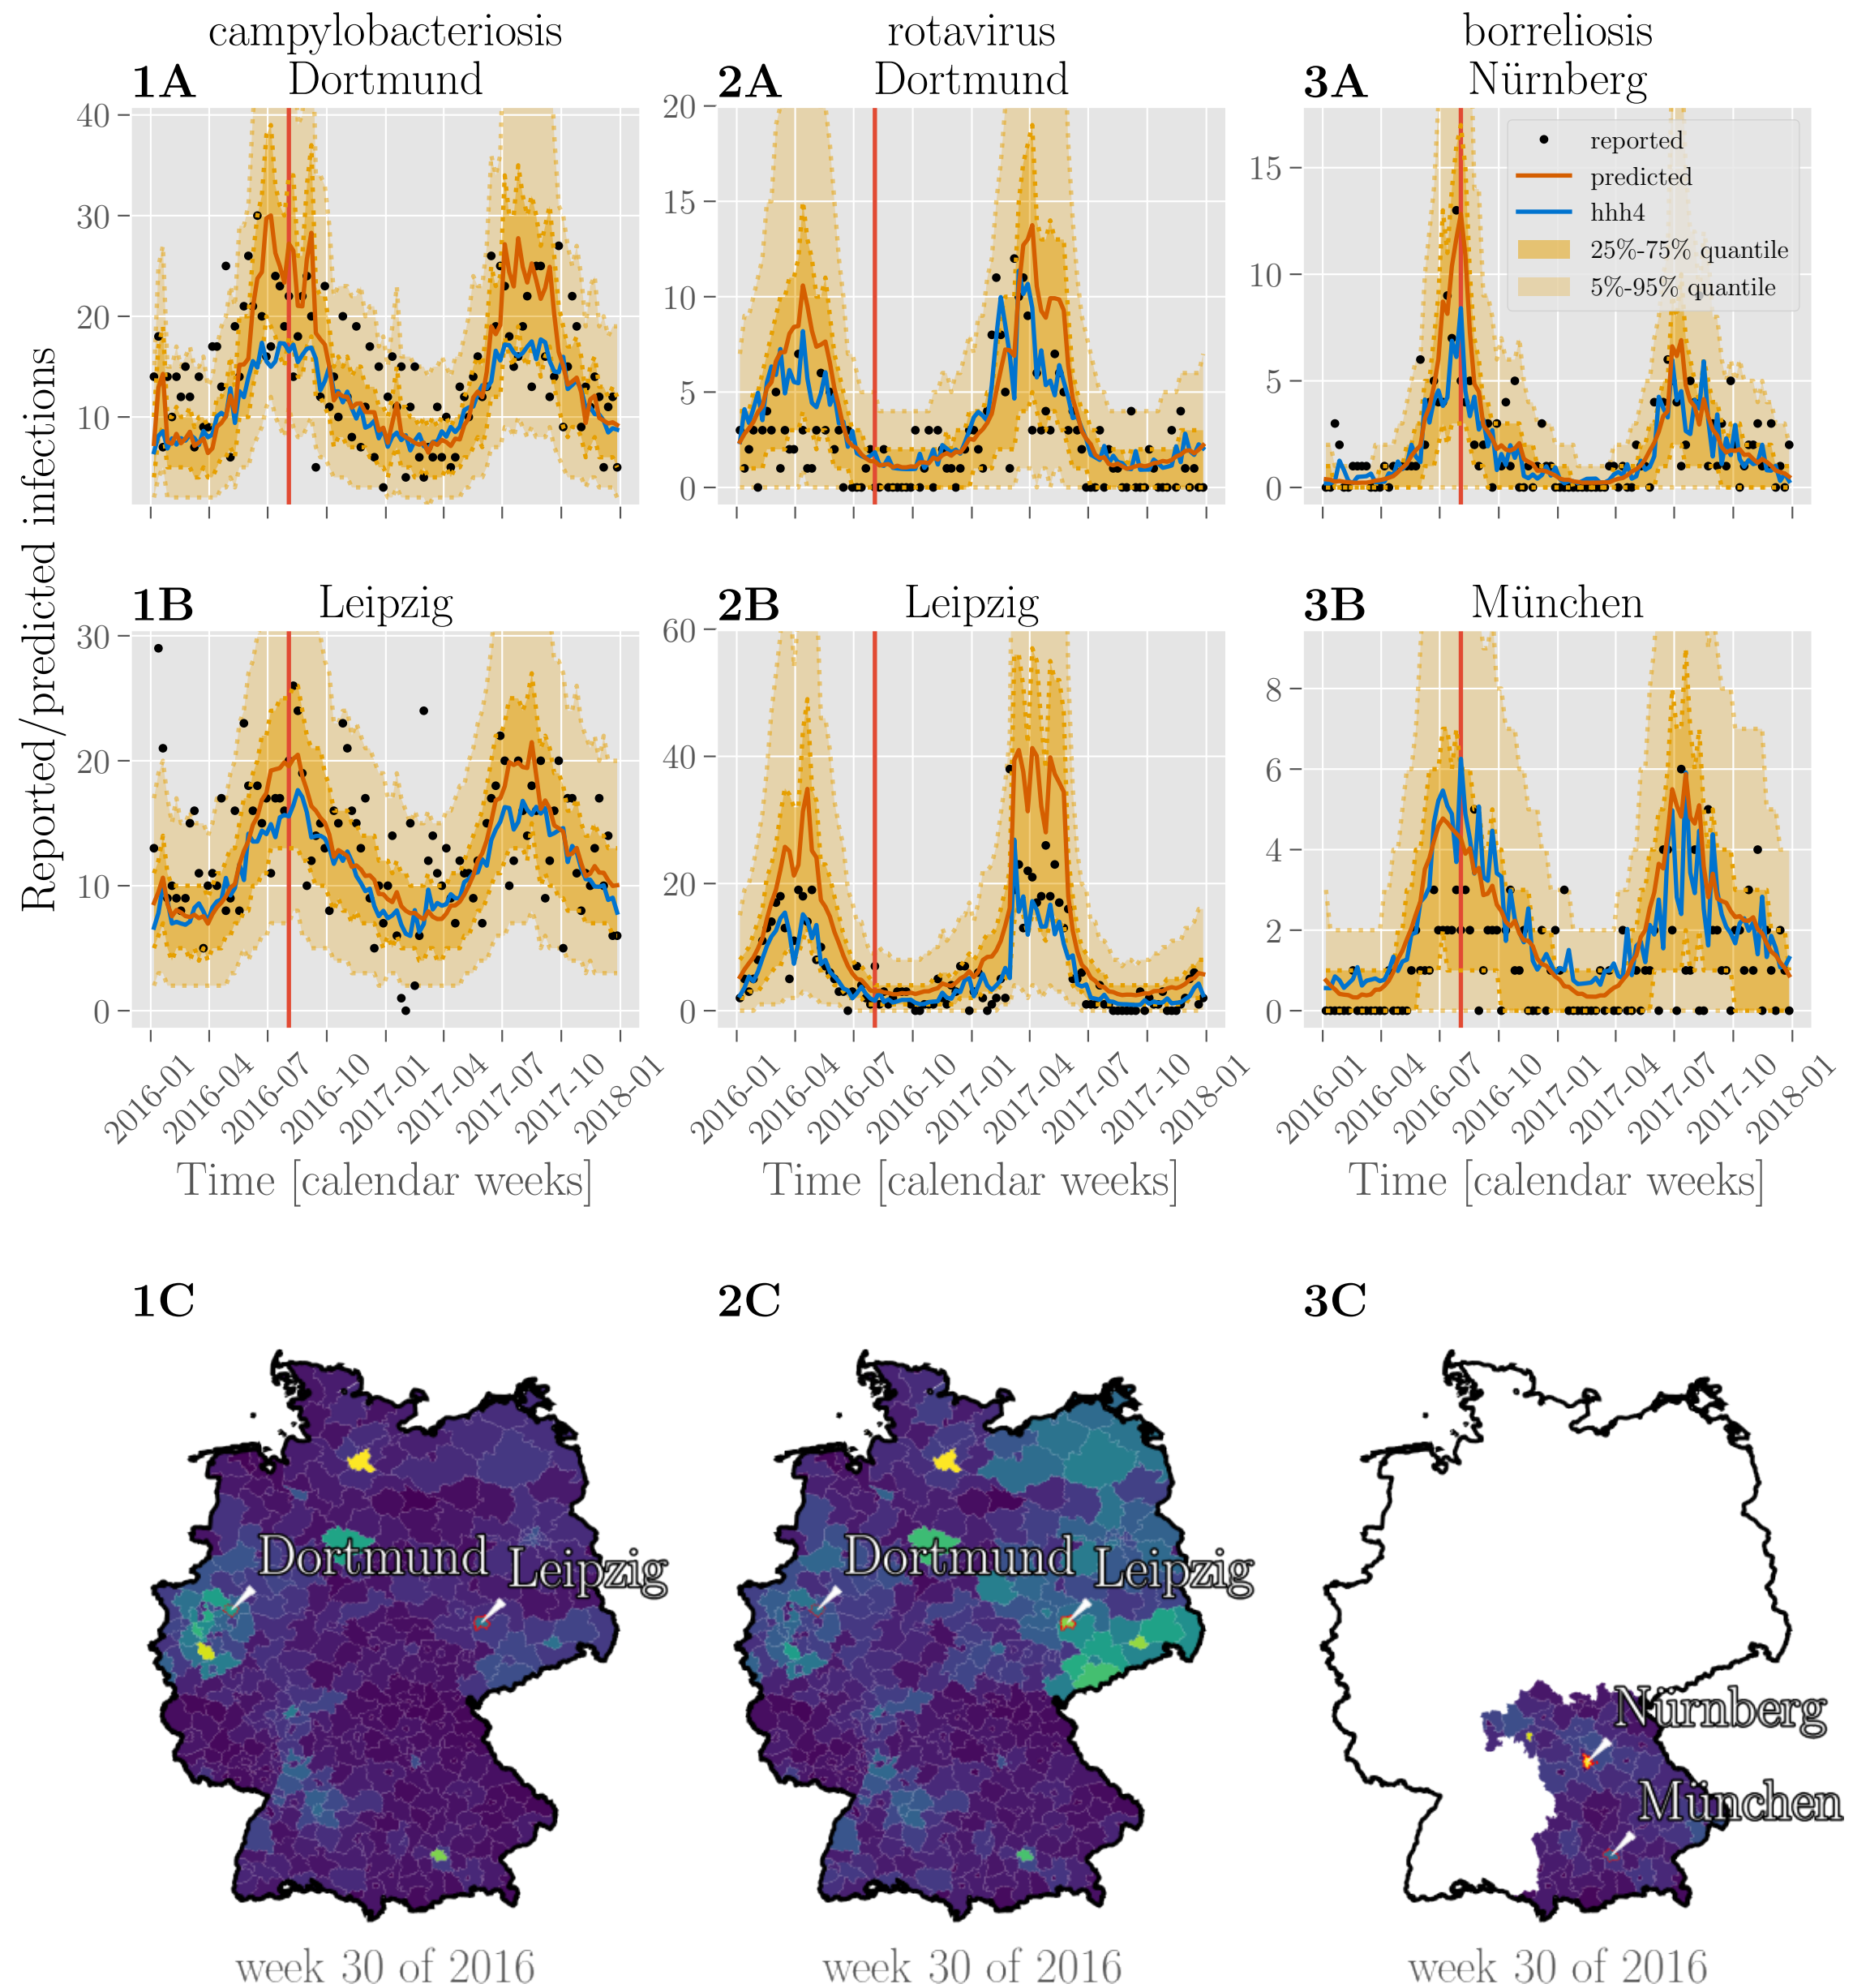 campylobacteriosis
rotavirus
borreliosis
1A Dortmund
2A Dortmund
3A Nürnberg
40
30
20
10
20
15
10
5
0
15
10
5
0
reported
predicted
hhh4
25%-75% quantile
5%-95% quantile
Reported/predicted infections
1B Leipzig
2B Leipzig
3B München
30
20
10
0
60
40
20
0
8
6
4
2
0
2016-01 2016-04 2016-07 2016-10 2017-01 2017-04 2017-07 2017-10 2018-01
2016-01 2016-04 2016-07 2016-10 2017-01 2017-04 2017-07 2017-10 2018-01
2016-01 2016-04 2016-07 2016-10 2017-01 2017-04 2017-07 2017-10 2018-01
Time [calendar weeks]
Time [calendar weeks]
Time [calendar weeks]
1C
2C
3C
Dortmund
Leipzig
Dortmund
Leipzig
Nürnberg
München
week 30 of 2016
week 30 of 2016
week 30 of 2016